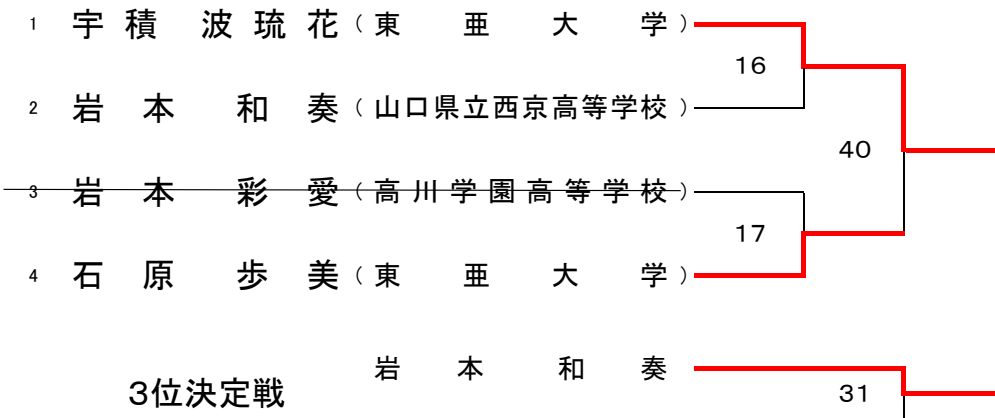 1 宇積 波琉花（東亜大学）
16
2 岩本 和奏（山口県立西京高等学校）
40
3 岩本 彩愛（高川学園高等学校）
17
4 石原 歩美（東亜大学）
岩本 和奏
3位決定戦
31